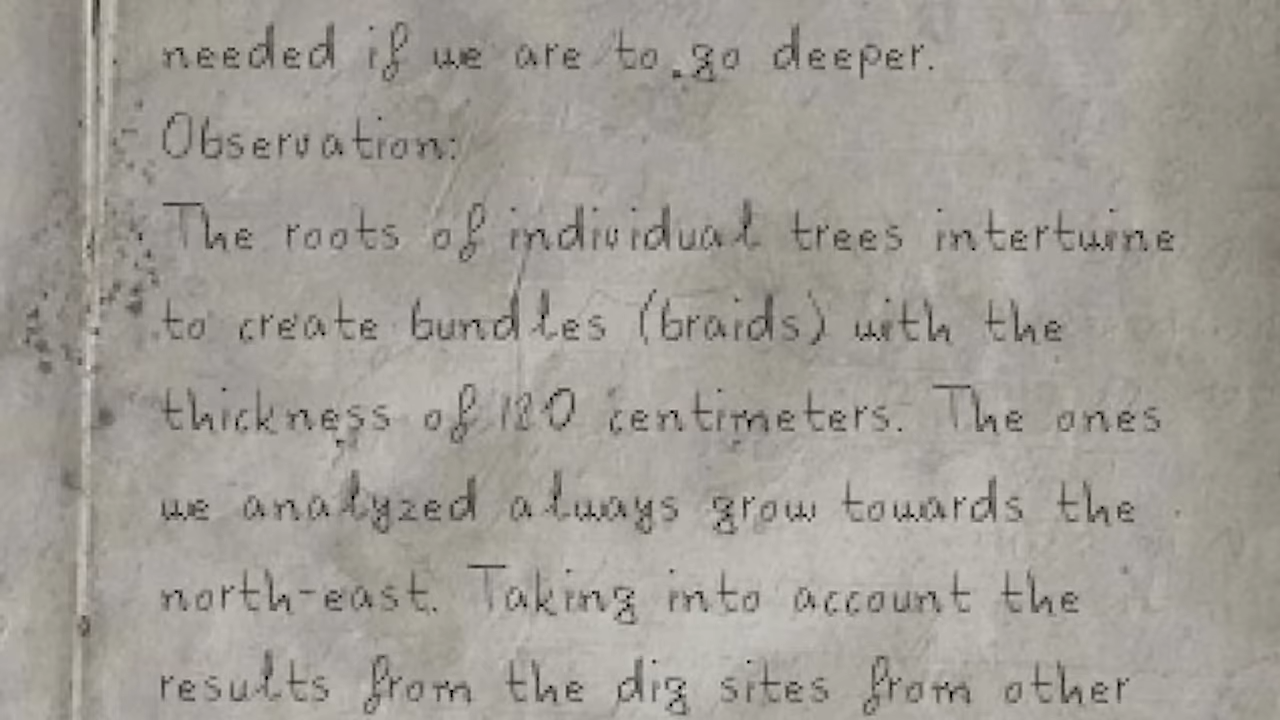 needed if we are to go deeper.
Observation:
The roots of individual trees intertwine
to create bundles (braids) with the
thickness of 120 centimeters. The ones
we analyzed always grow towards the
north-east. Taking into account the
results from the dig sites from other